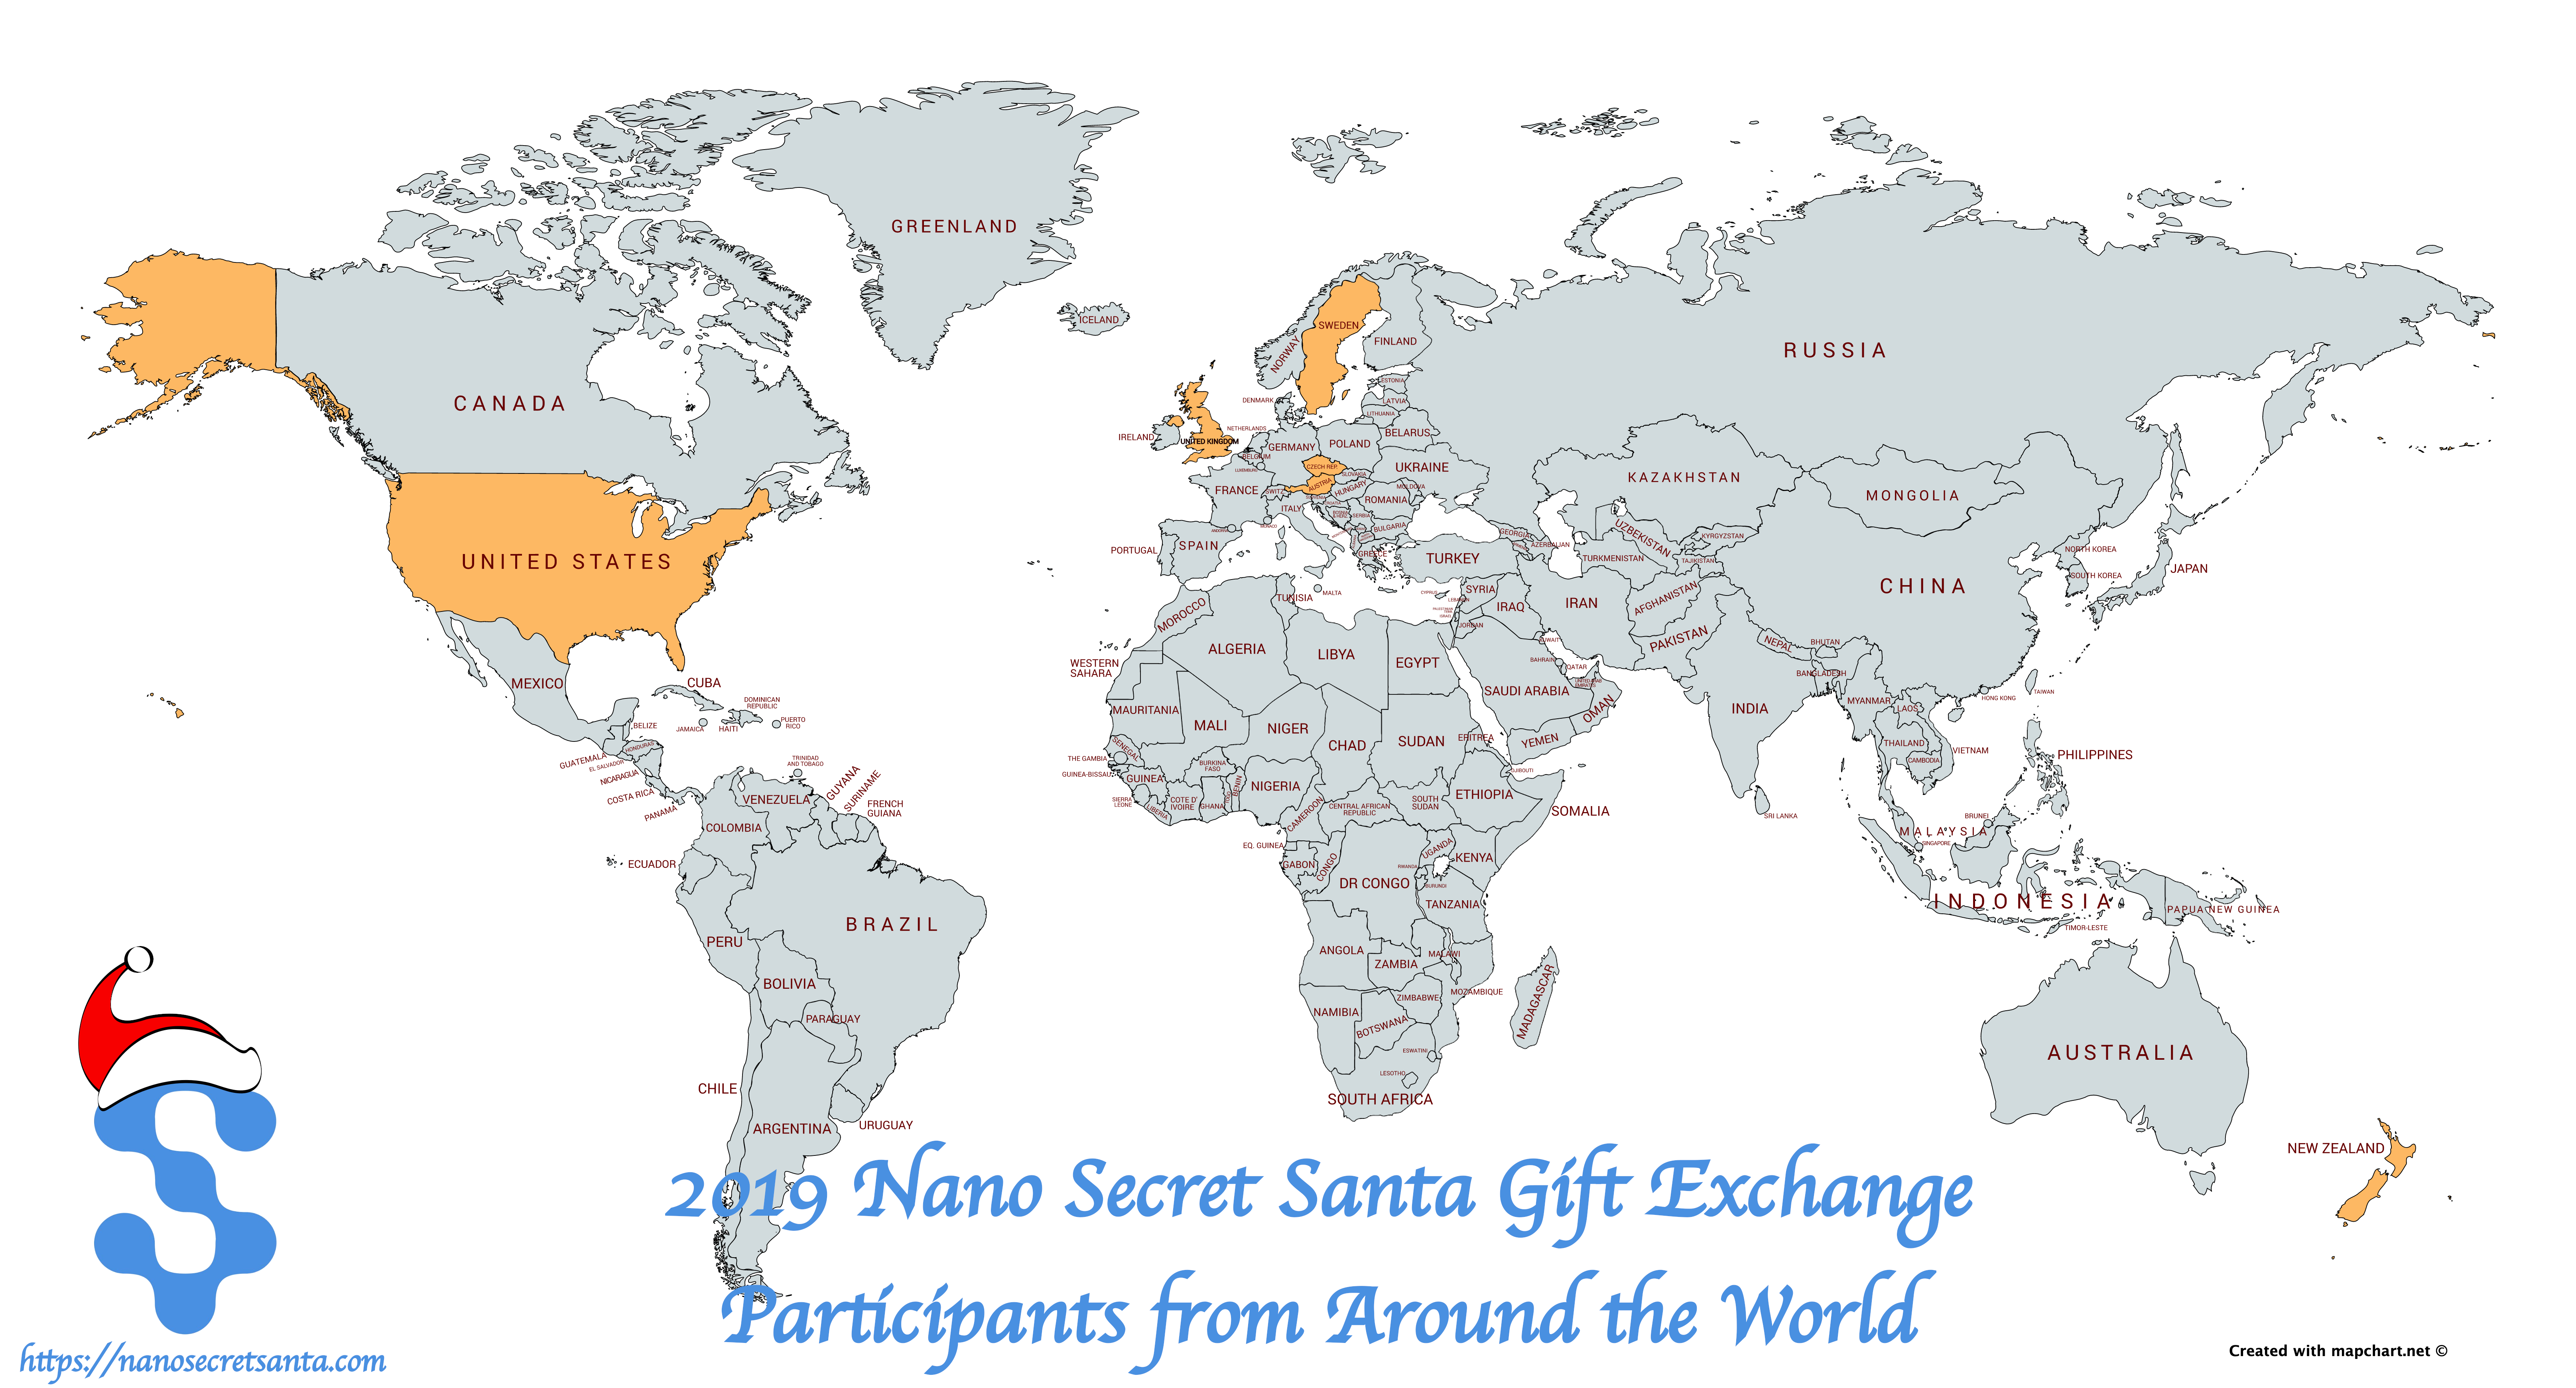 GREENLAND
ICELAND
CANADA
UNITED STATES
MEXICO
CUBA
DOMINICAN
REPUBLIC
PUERTO
RICO
JAMAICA
HAITI
BELIZE
GUATEMALA
HONDURAS
EL SALVADOR
NICARAGUA
COSTA RICA
PANAMA
TRINIDAD
AND TOBAGO
VENEZUELA
GUYANA
SURINAME
FRENCH
GUIANA
COLOMBIA
ECUADOR
PERU
BRAZIL
BOLIVIA
PARAGUAY
CHILE
ARGENTINA
URUGUAY
SWEDEN
NORWAY
FINLAND
ESTONIA
LATVIA
LITHUANIA
DENMARK
IRELAND
UNITED KINGDOM
NETHERLANDS
BELGIUM
LUXEMBURG
GERMANY
POLAND
BELARUS
CZECH REP.
SLOVAKIA
UKRAINE
FRANCE
SWITZ.
AUSTRIA
HUNGARY
MOLDOVA
ROMANIA
ITALY
SERBIA
BULGARIA
MONACO
ANDORRA
PORTUGAL
SPAIN
GREECE
TURKEY
GEORGIA
AZERBAIJAN
MALTA
CYPRUS
LEBANON
SYRIA
ISRAEL
JORDAN
IRAQ
IRAN
KUWAIT
BAHRAIN
QATAR
UNITED ARAB
EMIRATES
SAUDI ARABIA
OMAN
YEMEN
RUSSIA
KAZAKHSTAN
UZBEKISTAN
TURKMENISTAN
KYRGYZSTAN
TAJIKISTAN
AFGHANISTAN
PAKISTAN
MONGOLIA
CHINA
NORTH KOREA
SOUTH KOREA
JAPAN
TAIWAN
HONG KONG
NEPAL
BHUTAN
BANGLADESH
INDIA
SRI LANKA
MYANMAR
LAOS
THAILAND
VIETNAM
CAMBODIA
PHILIPPINES
BRUNEI
MALAYSIA
SINGAPORE
INDONESIA
TIMOR-LESTE
PAPUA NEW GUINEA
AUSTRALIA
NEW ZEALAND
MOROCCO
TUNISIA
ALGERIA
LIBYA
EGYPT
WESTERN
SAHARA
MAURITANIA
MALI
NIGER
CHAD
SUDAN
ERITREA
DJIBOUTI
SENEGAL
THE GAMBIA
GUINEA-BISSAU
GUINEA
SIERRA
LEONE
LIBERIA
COTE D'
IVOIRE
BURKINA
FASO
GHANA
TOGO
BENIN
NIGERIA
CAMEROON
CENTRAL AFRICAN
REPUBLIC
SOUTH
SUDAN
ETHIOPIA
SOMALIA
EQ. GUINEA
GABON
CONGO
DR CONGO
UGANDA
KENYA
RWANDA
BURUNDI
TANZANIA
ANGOLA
ZAMBIA
MALAWI
MOZAMBIQUE
ZIMBABWE
NAMIBIA
BOTSWANA
MADAGASCAR
ESWATINI
LESOTHO
SOUTH AFRICA
2019 Nano Secret Santa Gift Exchange
Participants from Around the World
https://nanosecretsanta.com
Created with mapchart.net ©